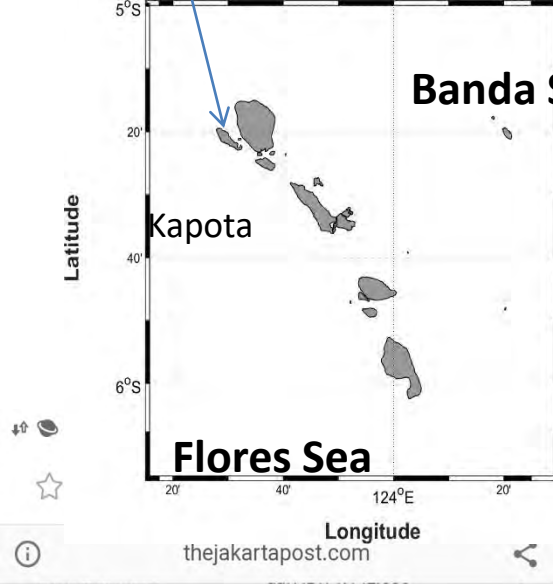 5°S
Banda S
20'
Latitude
Kapota
40'
6°S
Flores Sea
20'
40'
124°E
20'
Longitude
thejakartapost.com